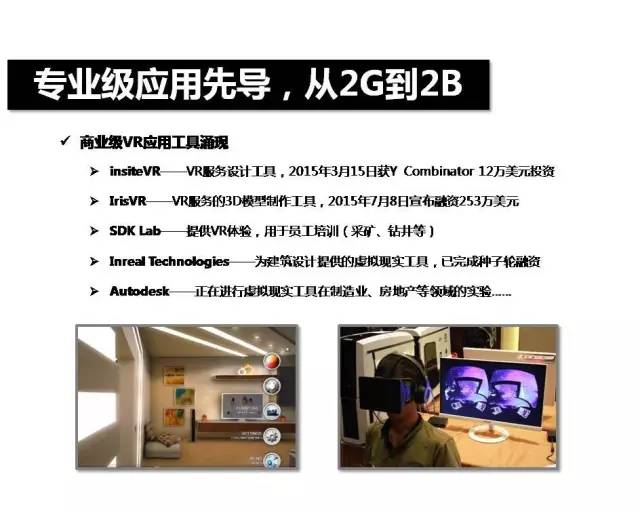 专业级应用先导，从2G到2B
✓ 商业级VR应用工具涌现
➢ insiteVR——VR服务设计工具，2015年3月15日获Y Combinator 12万美元投资
➢ IrisVR——VR服务的3D模型制作工具，2015年7月8日宣布融资253万美元
➢ SDK Lab——提供VR体验，用于员工培训（采矿、钻井等）
➢ Inreal Technologies——为建筑设计提供的虚拟现实工具，已完成种子轮融资
➢ Autodesk——正在进行虚拟现实工具在制造业、房地产等领域的实验......